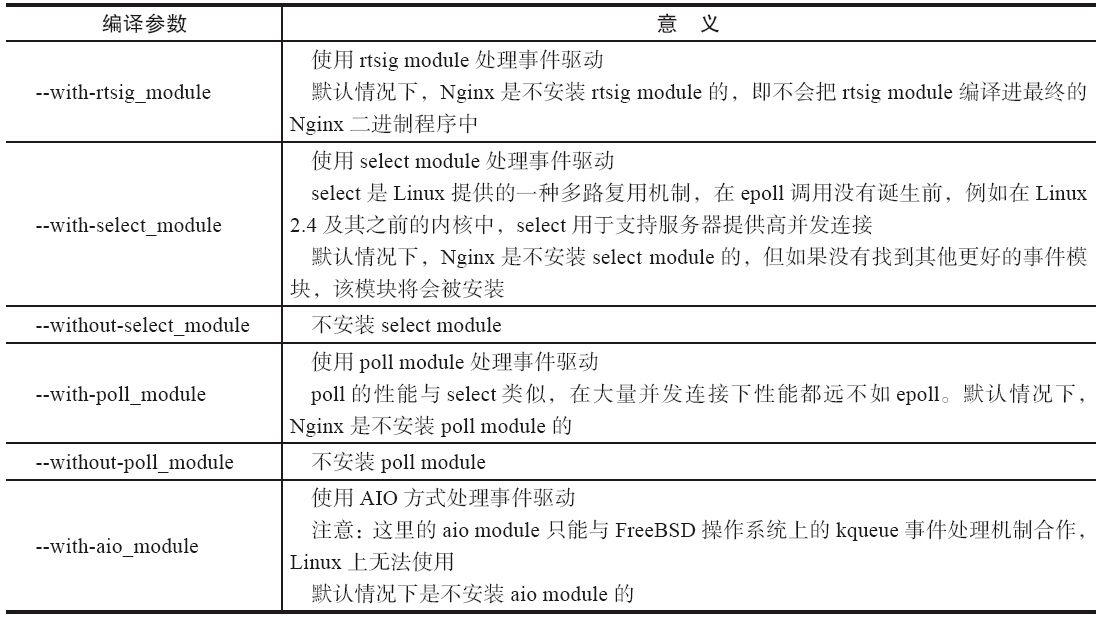 编译参数
意 义
--with-rtsig_module
使用 rtsig module 处理事件驱动
默认情况下，Nginx 是不安装 rtsig module 的，即不会把 rtsig module 编译进最终的
Nginx 二进制程序中
--with-select_module
使用 select module 处理事件驱动
select 是 Linux 提供的一种多路复用机制，在 epoll 调用没有诞生前，例如在 Linux
2.4 及其之前的内核中，select 用于支持服务器提供高并发连接
默认情况下，Nginx 是不安装 select module 的，但如果没有找到其他更好的事件模
块，该模块将会被安装
--without-select_module
不安装 select module
--with-poll_module
使用 poll module 处理事件驱动
poll 的性能与 select 类似，在大量并发连接下性能都远不如 epoll。默认情况下，
Nginx 是不安装 poll module 的
--without-poll_module
不安装 poll module
--with-aio_module
使用 AIO 方式处理事件驱动
注意：这里的 aio module 只能与 FreeBSD 操作系统上的 kqueue 事件处理机制合作，
Linux 上无法使用
默认情况下是不安装 aio module 的